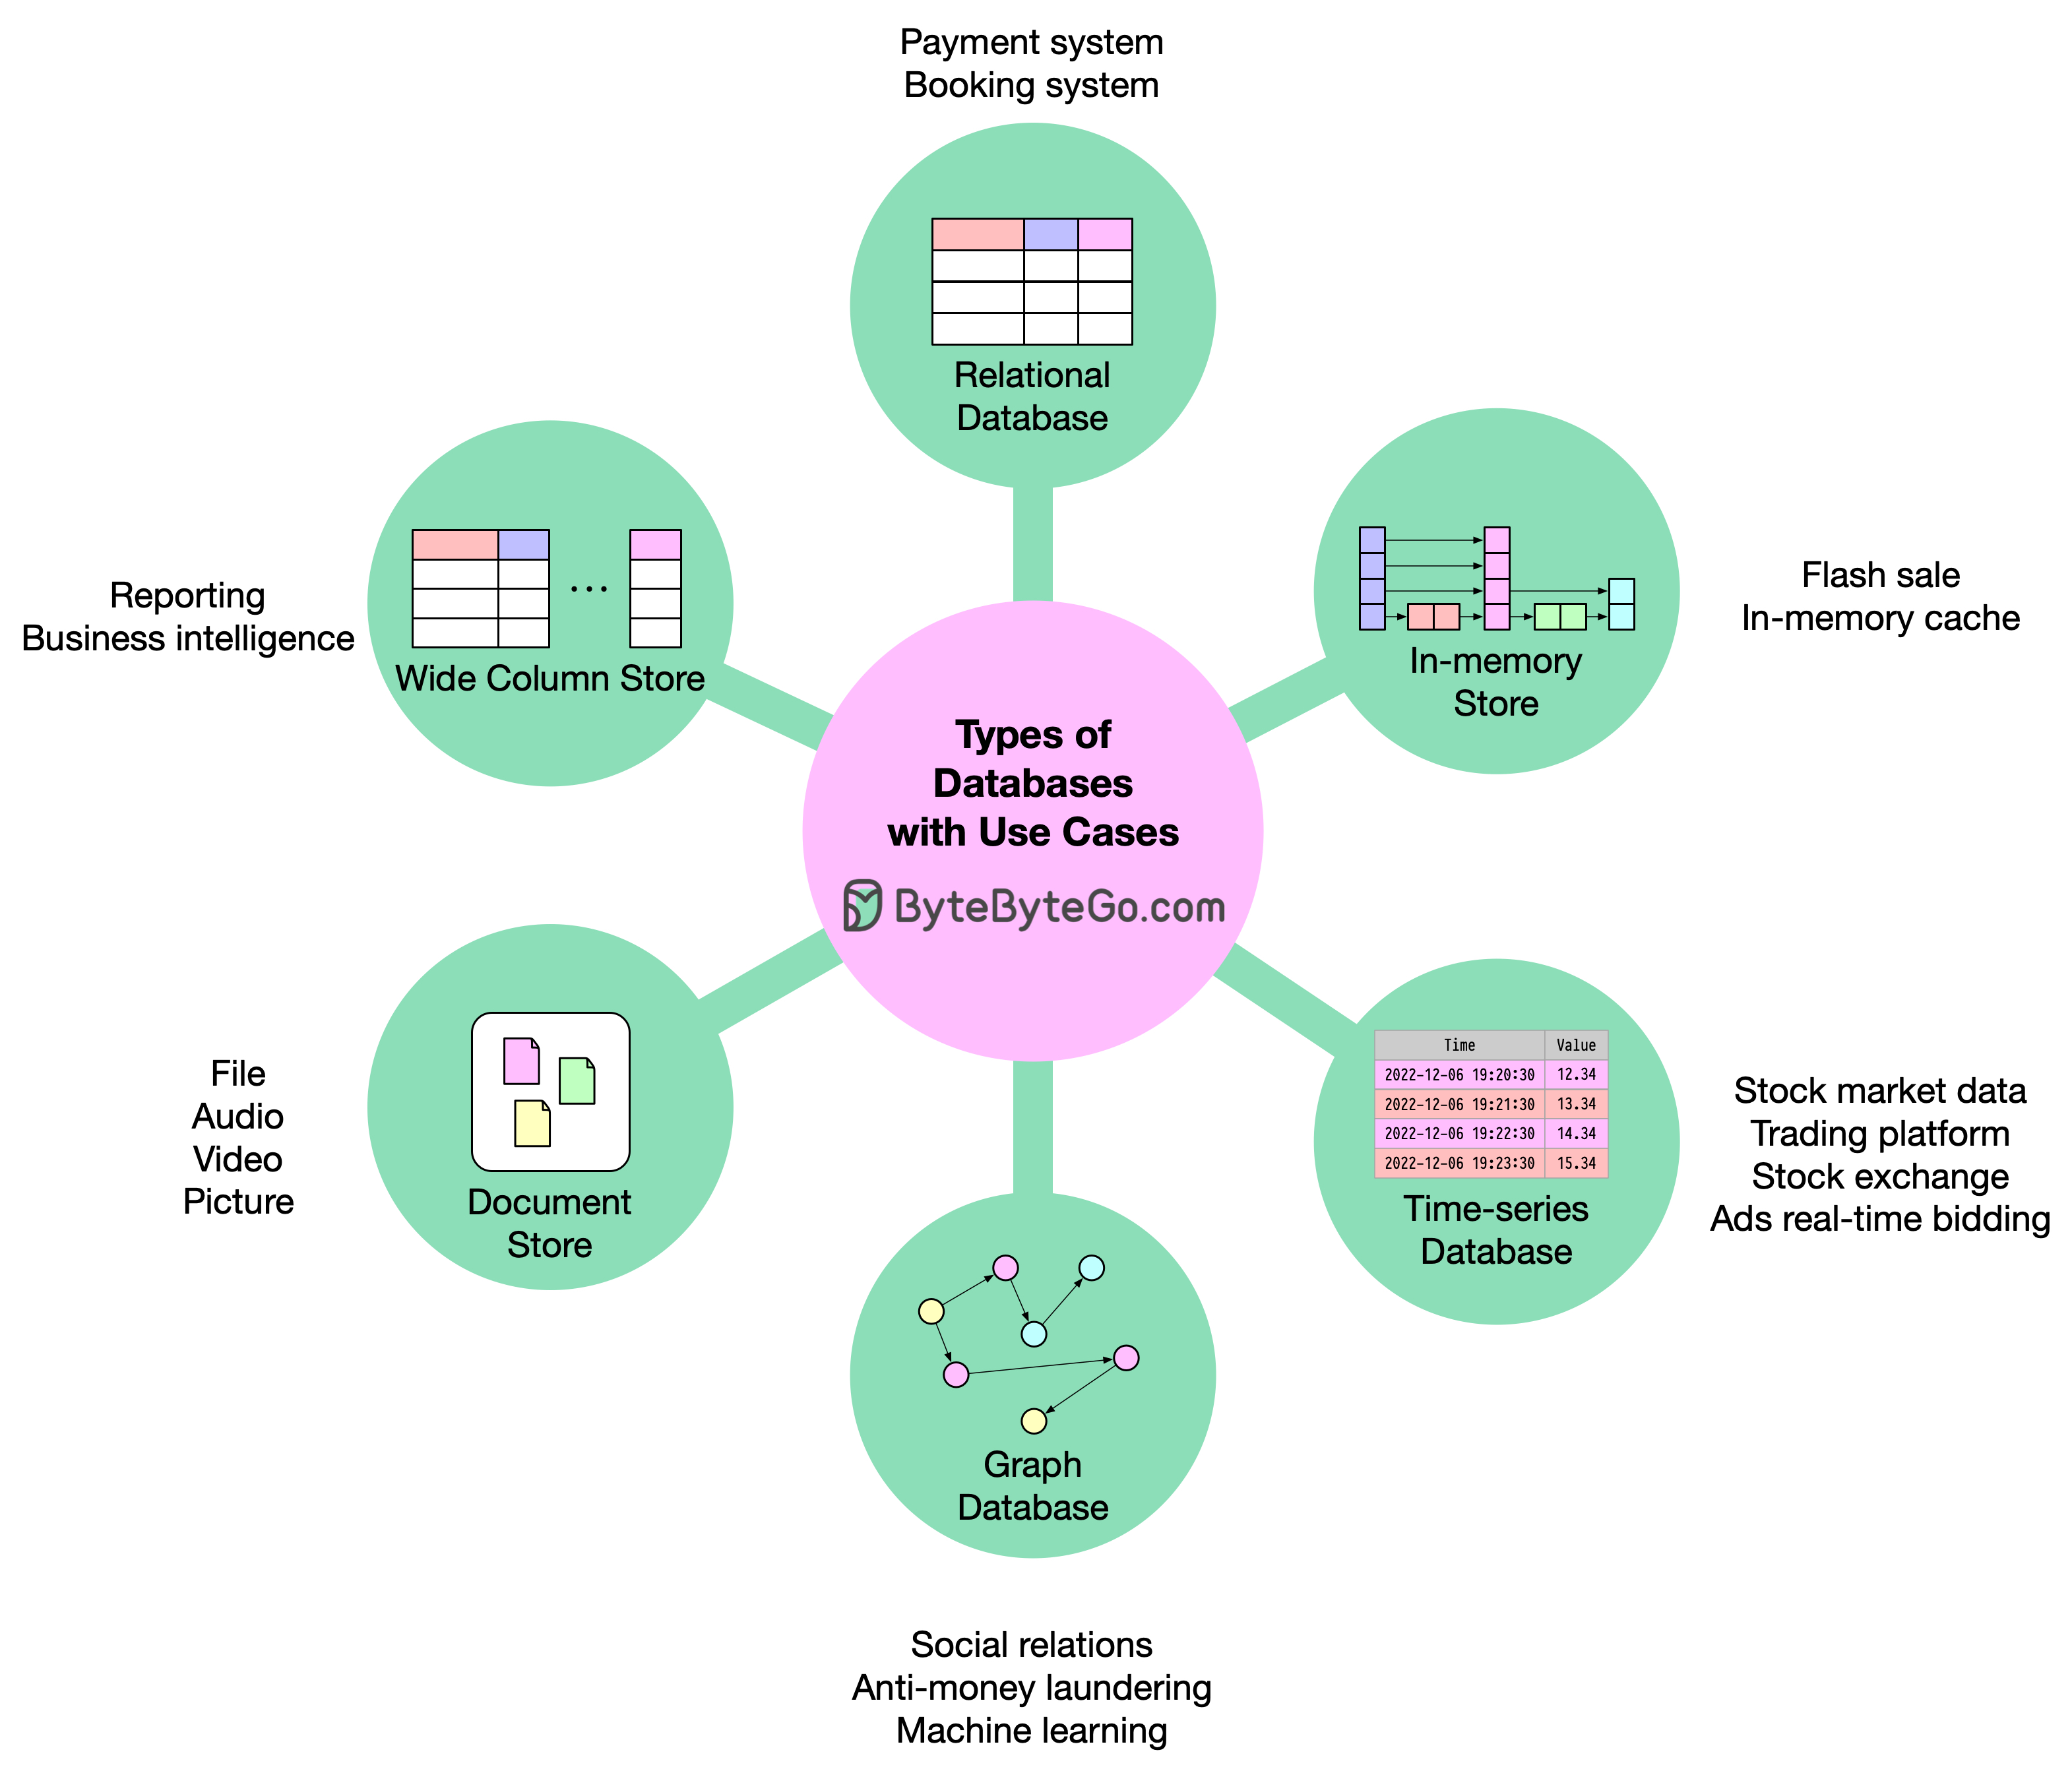 Payment system
Booking system
Relational
Database
Reporting
Business intelligence
Wide Column Store
In-memory
Store
Flash sale
In-memory cache
Types of
Databases
with Use Cases
ByteByteGo.com
File
Audio
Video
Picture
Document
Store
Time Value
2022-12-06 19:20:30 12.34
2022-12-06 19:21:30 13.34
2022-12-06 19:22:30 14.34
2022-12-06 19:23:30 15.34
Time-series
Database
Stock market data
Trading platform
Stock exchange
Ads real-time bidding
Graph
Database
Social relations
Anti-money laundering
Machine learning